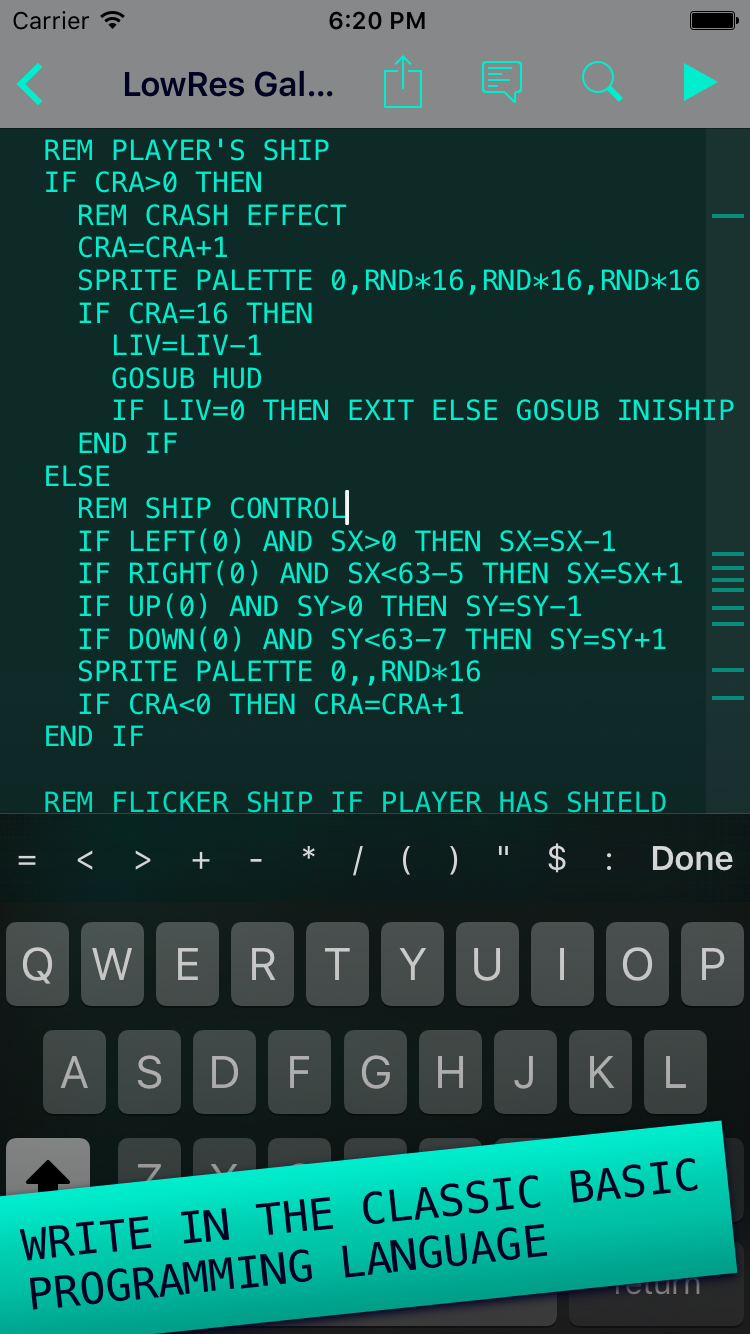 Carrier 6:20 PM
LowRes Gal...
REM PLAYER'S SHIP
IF CRA>0 THEN
REM CRASH EFFECT
CRA=CRA+1
SPRITE PALETTE 0,RND*16,RND*16,RND*16
IF CRA=16 THEN
LIV=LIV-1
GOSUB HUD
IF LIV=0 THEN EXIT ELSE GOSUB INISHIP
END IF
ELSE
REM SHIP CONTROL
IF LEFT(0) AND SX>0 THEN SX=SX-1
IF RIGHT(0) AND SX<63-5 THEN SX=SX+1
IF UP(0) AND SY>0 THEN SY=SY-1
IF DOWN(0) AND SY<63-7 THEN SY=SY+1
SPRITE PALETTE 0,,RND*16
IF CRA<0 THEN CRA=CRA+1
END IF
REM FLICKER SHIP IF PLAYER HAS SHIELD
= < > + - * / ( ) " $ : Done
Q W E R T Y U I O P
A S D F G H J K L
Z X
WRITE IN THE CLASSIC BASIC
PROGRAMMING LANGUAGE
return